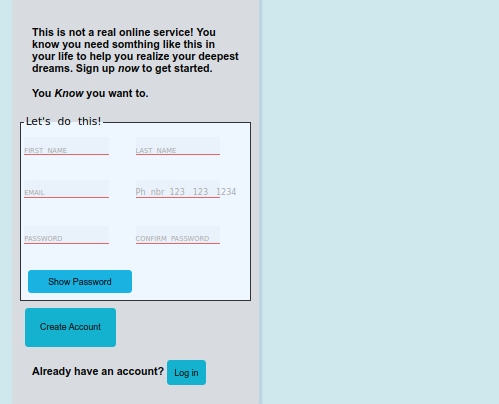 This is not a real online service! You
know you need somthing like this in
your life to help you realize your deepest
dreams. Sign up now to get started.
You Know you want to.
Let's do this!
FIRST NAME LAST NAME
EMAIL Ph nbr 123 123 1234
PASSWORD CONFIRM PASSWORD
Show Password
Create Account
Already have an account? Log in